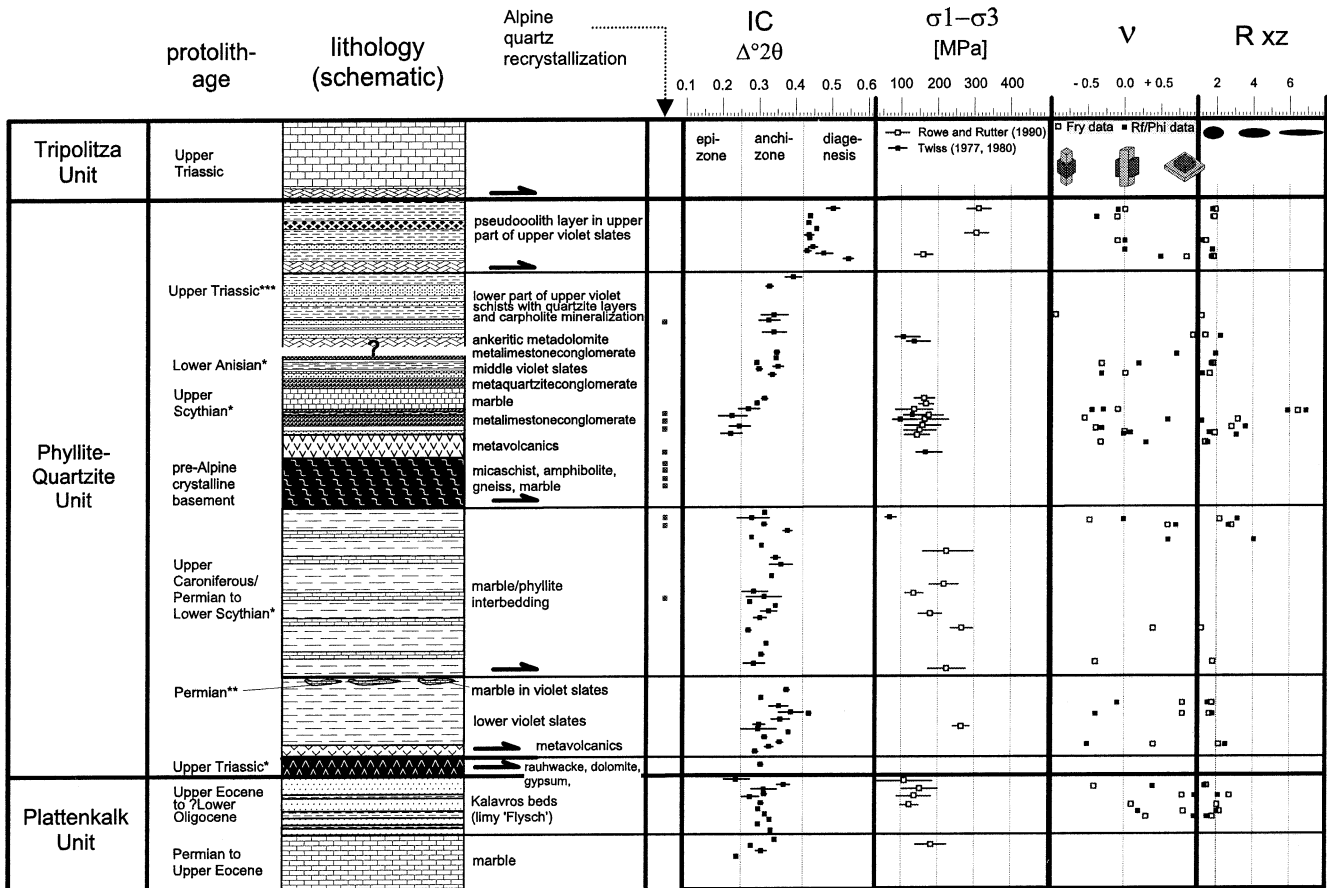 Alpine
quartz
recrystallization
protolith-
age
lithology
(schematic)
IC
Δ°2θ
σ1−σ3
[MPa]
ν
R xz
0.1 0.2 0.3 0.4 0.5 0.6
100 200 300 400
- 0.5 0.0 + 0.5
2 4 6
Tripolitza
Unit
Upper
Triassic
epi-
zone
anchi-
zone
diage-
nesis
Rowe and Rutter (1990)
Twiss (1977, 1980)
Fry data Rf/Phi data
Phyllite-
Quartzite
Unit
pseudooolith layer in upper
part of upper violet slates
Upper Triassic***
lower part of upper violet
schists with quartzite layers
and carpholite mineralization
?
ankeritic metadolomite
metalimestoneconglomerate
Lower Anisian*
middle violet slates
metaquartziteconglomerate
Upper
Scythian*
marble
metalimestoneconglomerate
metavolcanics
pre-Alpine
crystalline
basement
micaschist, amphibolite,
gneiss, marble
Upper
Caroniferous/
Permian to
Lower Scythian*
marble/phyllite
interbedding
Permian**
marble in violet slates
lower violet slates
metavolcanics
Upper Triassic*
rauhwacke, dolomite,
gypsum,
Plattenkalk
Unit
Upper Eocene
to ?Lower
Oligocene
Kalavros beds
(limy 'Flysch')
Permian to
Upper Eocene
marble